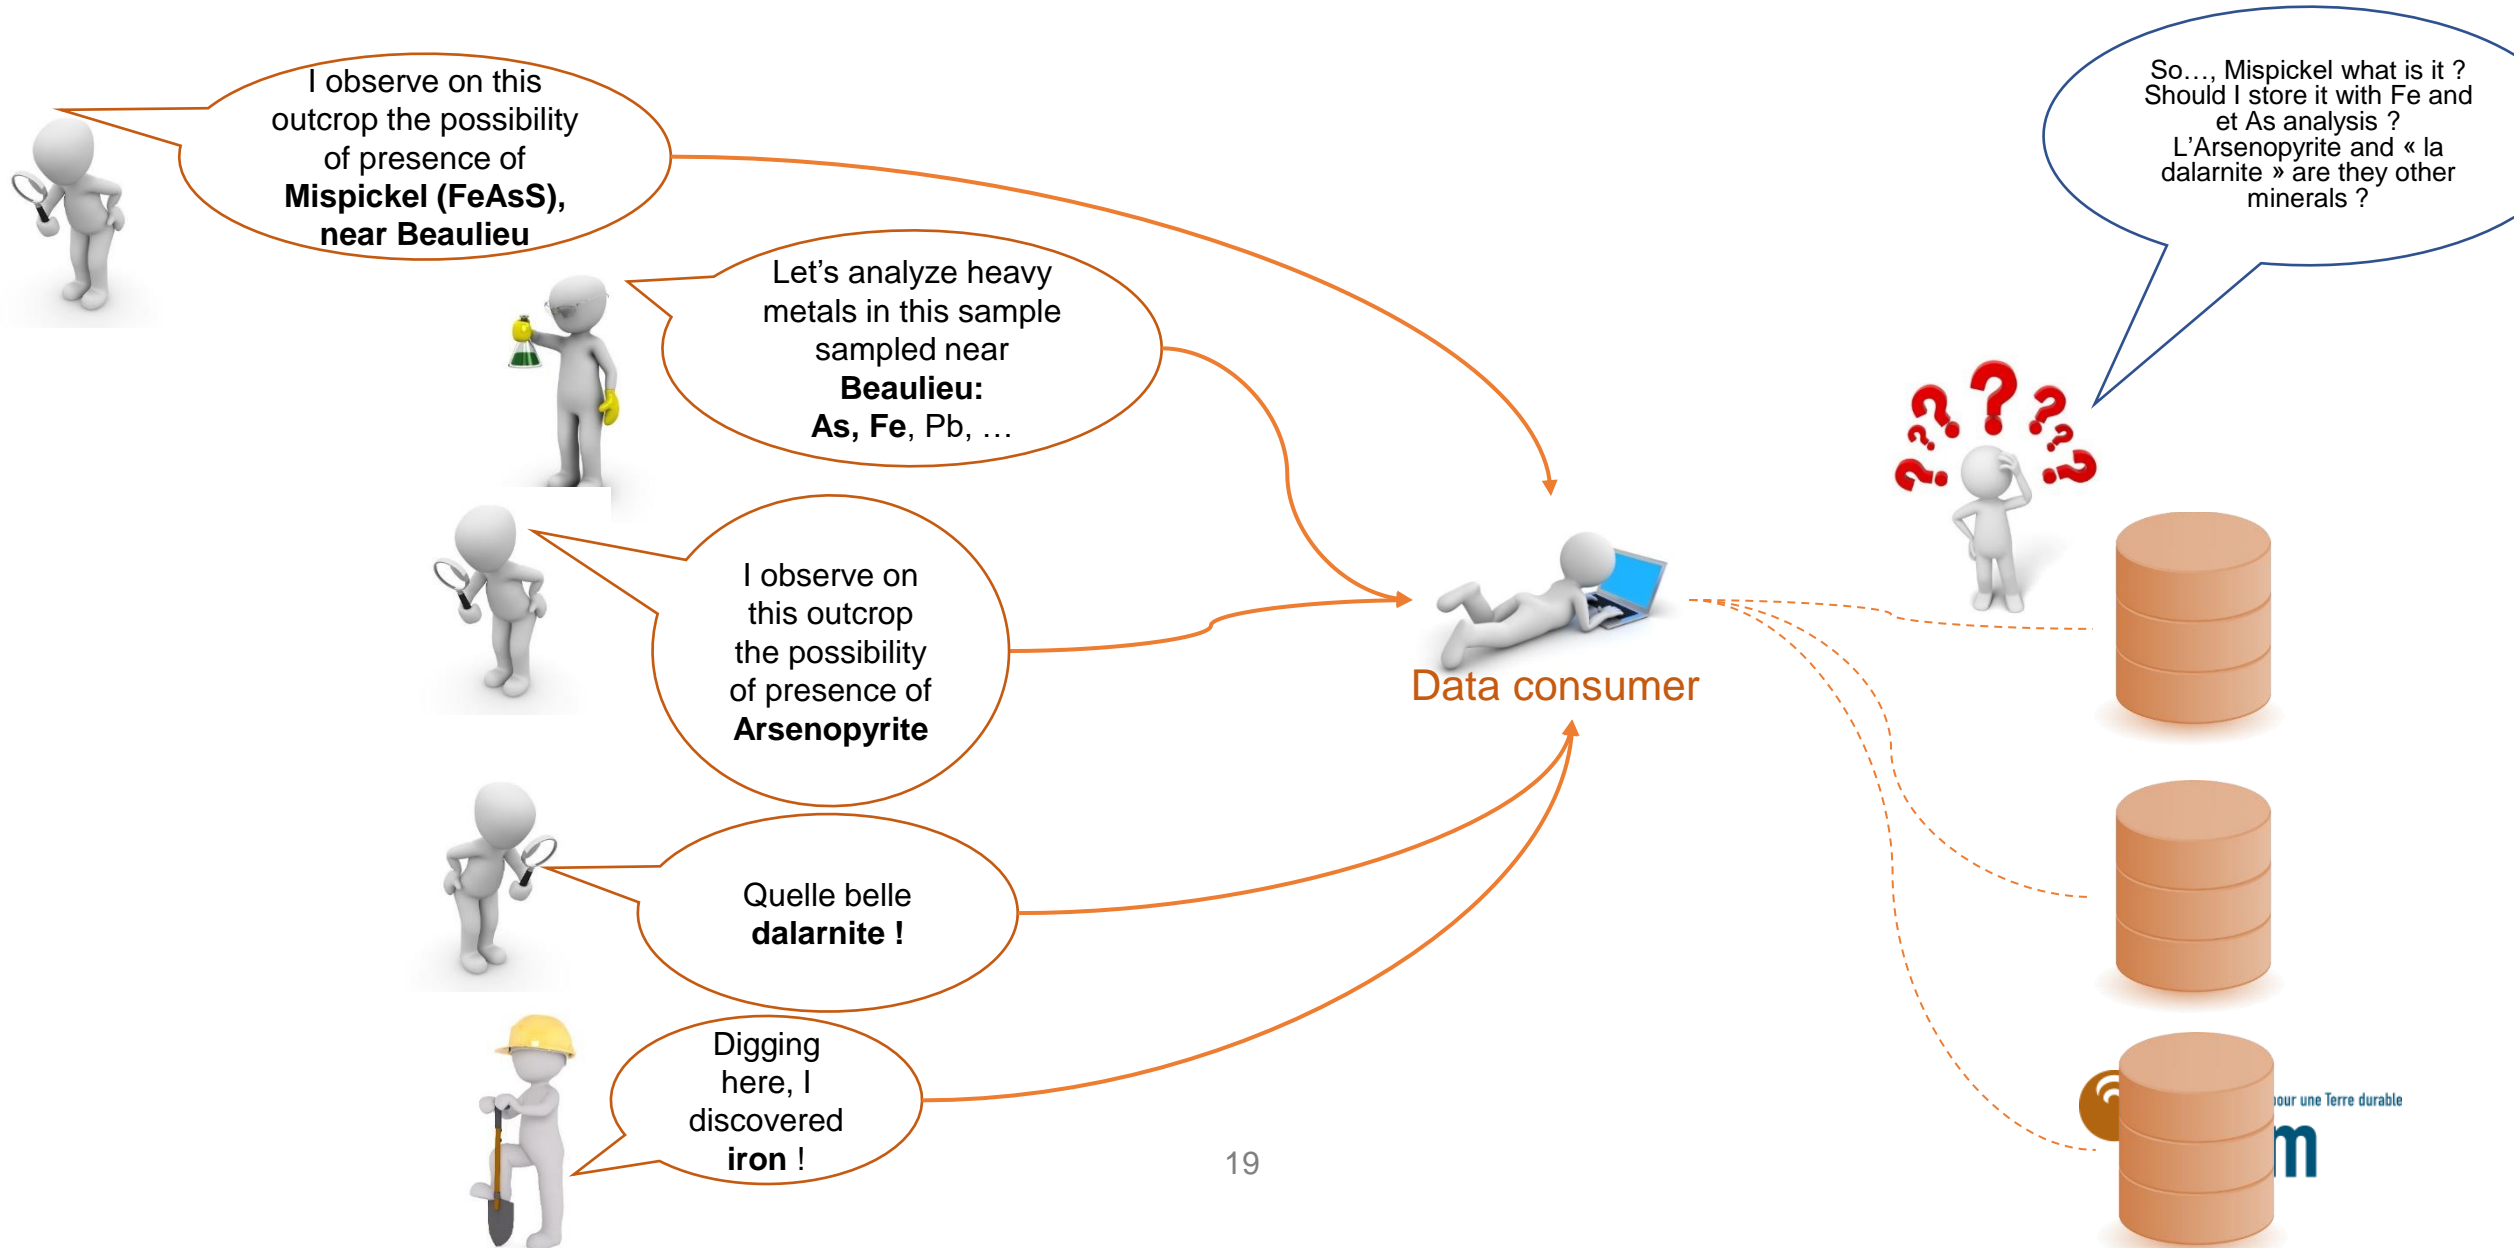 I observe on this
outcrop the possibility
of presence of
Mispickel (FeAsS),
near Beaulieu
Let's analyze heavy
metals in this sample
sampled near
Beaulieu:
As, Fe, Pb, …
I observe on
this outcrop
the possibility
of presence of
Arsenopyrite
Quelle belle
dalarnite !
Digging
here, I
discovered
iron !
Data consumer
So…, Mispickel what is it ?
Should I store it with Fe and
et As analysis ?
L'Arsenopyrite and « la
dalarnite » are they other
minerals ?
pour une Terre durable
m
19